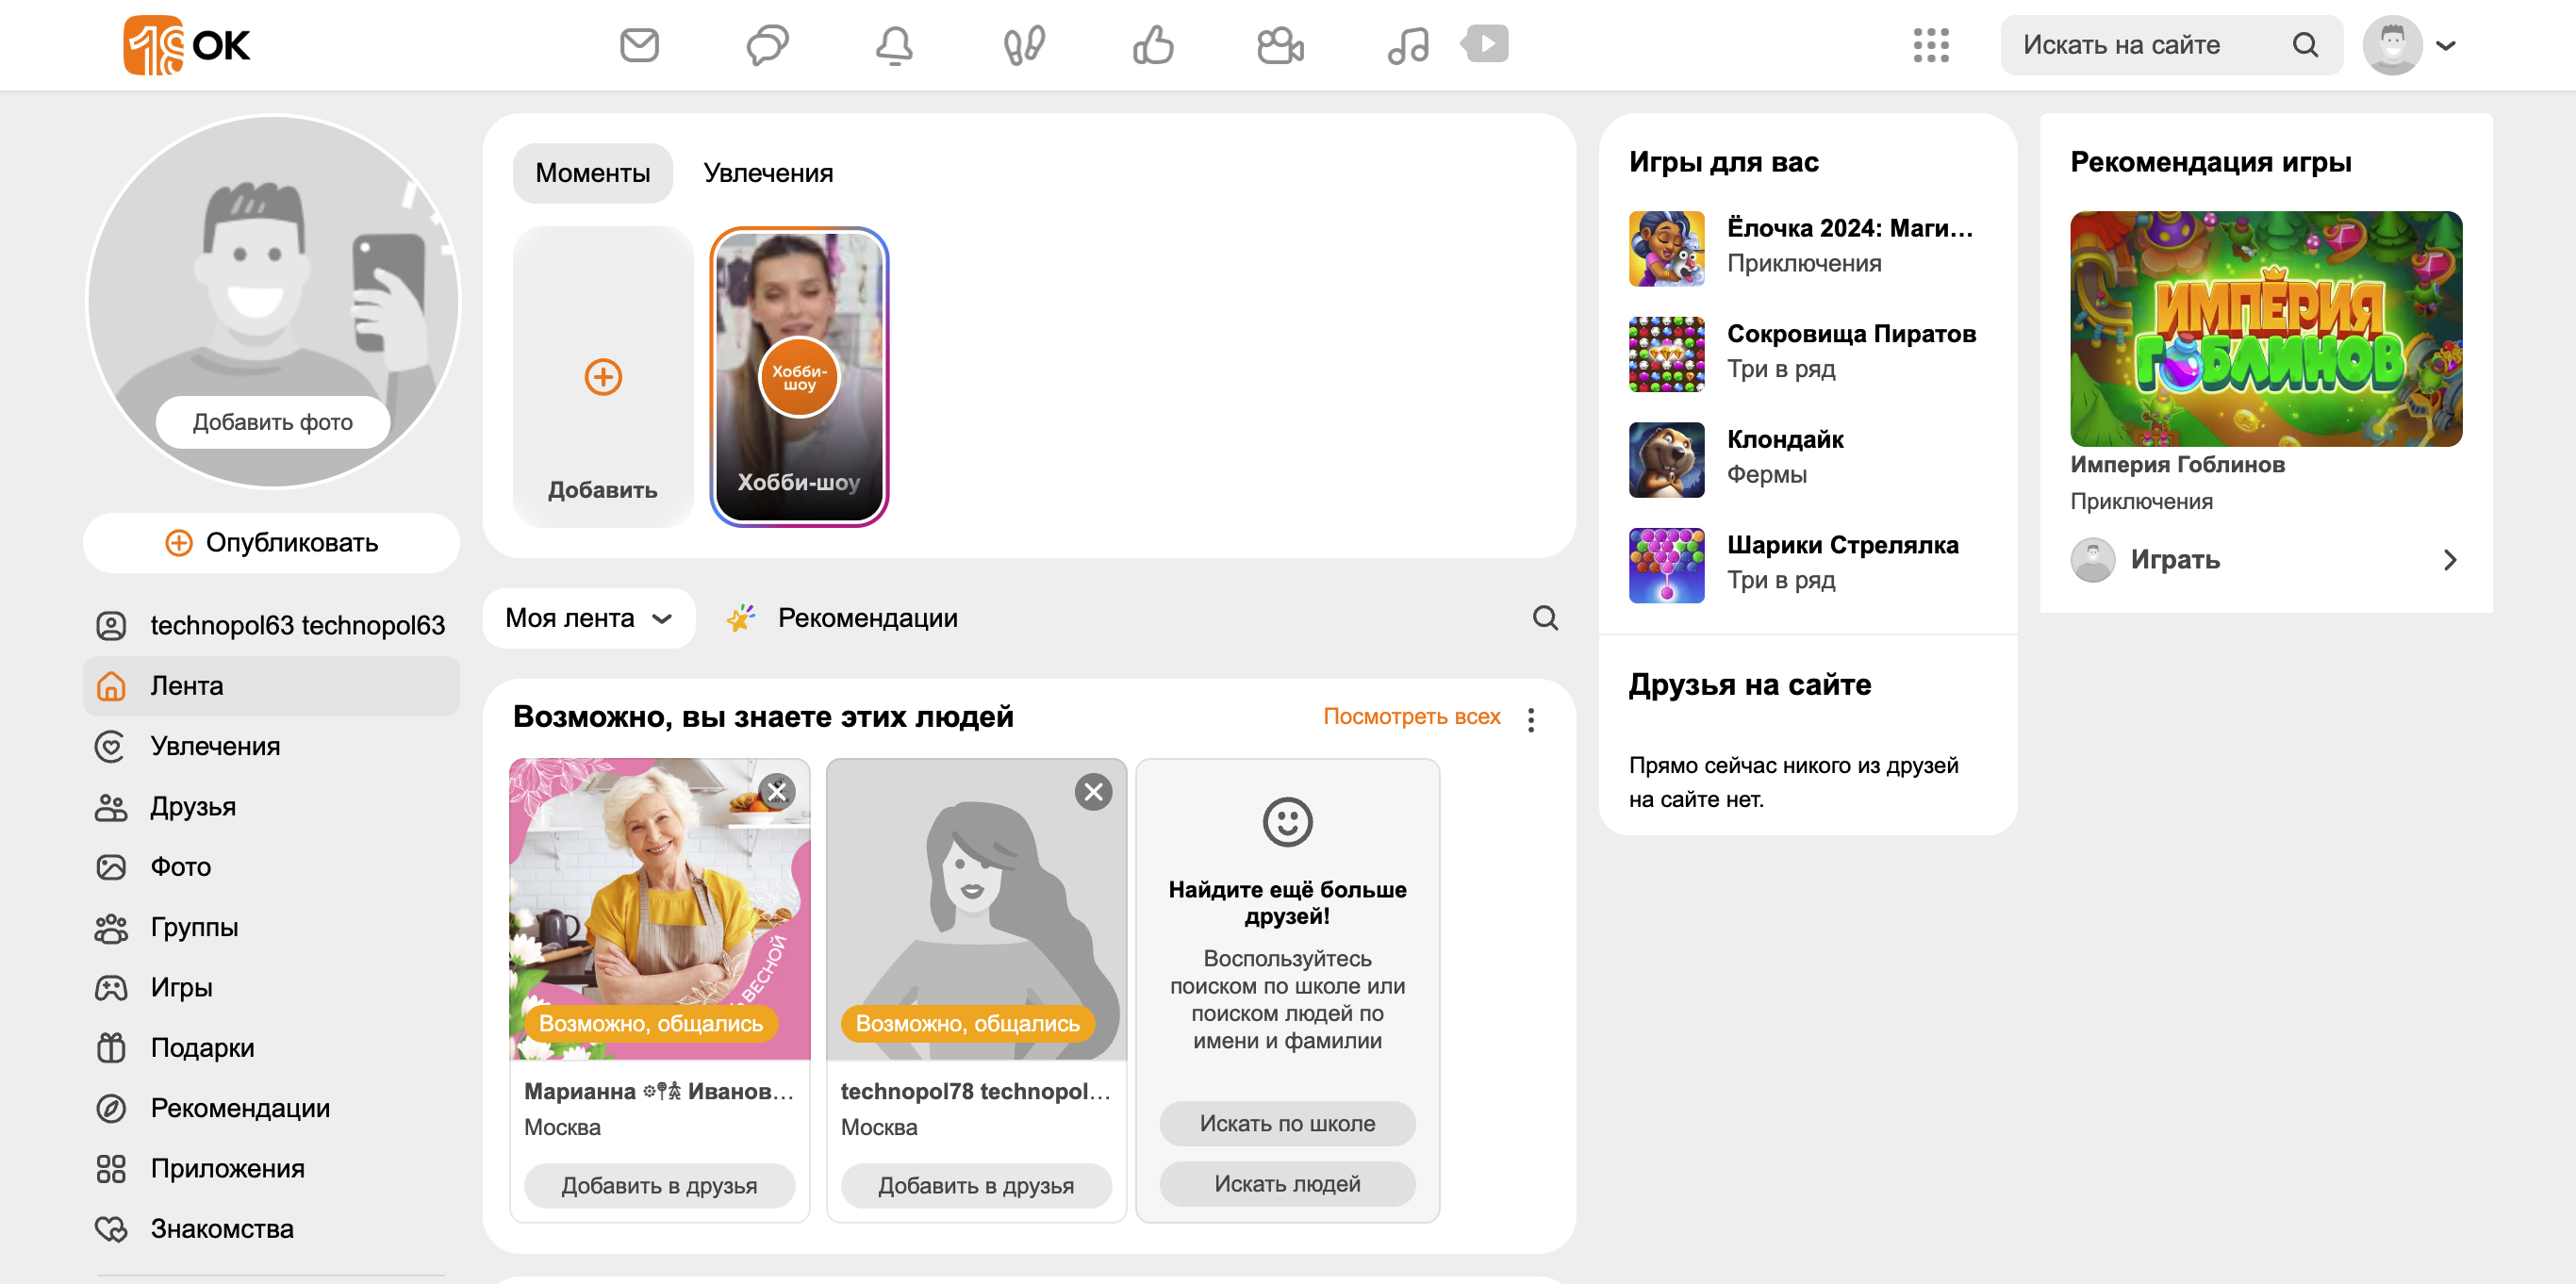 ОК
Искать на сайте
Добавить фото
Опубликовать
technopol63 technopol63
Лента
Увлечения
Друзья
Фото
Группы
Игры
Подарки
Рекомендации
Приложения
Знакомства
Моменты
Увлечения
Добавить
Хобби-
шоу
Хобби-шоу
Моя лента
Рекомендации
Возможно, вы знаете этих людей
Посмотреть всех
ВЕСНОЙ
Возможно, общались
Марианна Иванов...
Москва
Добавить в друзья
Возможно, общались
technopol78 technopol...
Москва
Добавить в друзья
Найдите ещё больше
друзей!
Воспользуйтесь
поиском по школе или
поиском людей по
имени и фамилии
Искать по школе
Искать людей
Игры для вас
Ёлочка 2024: Маги...
Приключения
Сокровища Пиратов
Три в ряд
Клондайк
Фермы
Шарики Стрелялка
Три в ряд
Друзья на сайте
Прямо сейчас никого из друзей
на сайте нет.
Рекомендация игры
ИМПЕРИЯ
ГОБЛИНОВ
Империя Гоблинов
Приключения
Играть